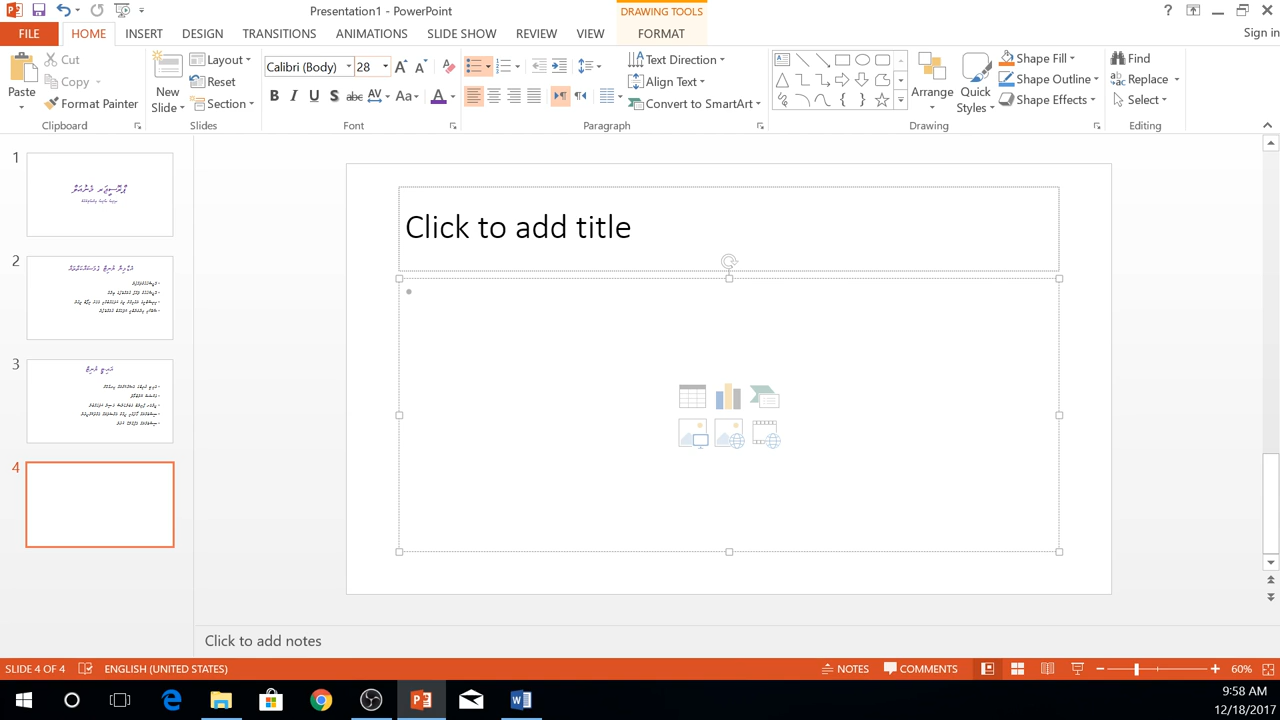 Presentation1 - PowerPoint
DRAWING TOOLS
Sign in
FILE
HOME
INSERT
DESIGN
TRANSITIONS
ANIMATIONS
SLIDE SHOW
REVIEW
VIEW
FORMAT
Paste
Cut
Copy
Format Painter
Clipboard
New Slide
Layout
Reset
Section
Slides
Calibri (Body)
28
B I U S abc AV Aa A
Font
Text Direction
Align Text
Convert to SmartArt
Paragraph
Arrange
Quick Styles
Shape Fill
Shape Outline
Shape Effects
Drawing
Find
Replace
Select
Editing
1
2
3
4
Click to add title
Click to add notes
SLIDE 4 OF 4
ENGLISH (UNITED STATES)
NOTES
COMMENTS
60%
9:58 AM
12/18/2017